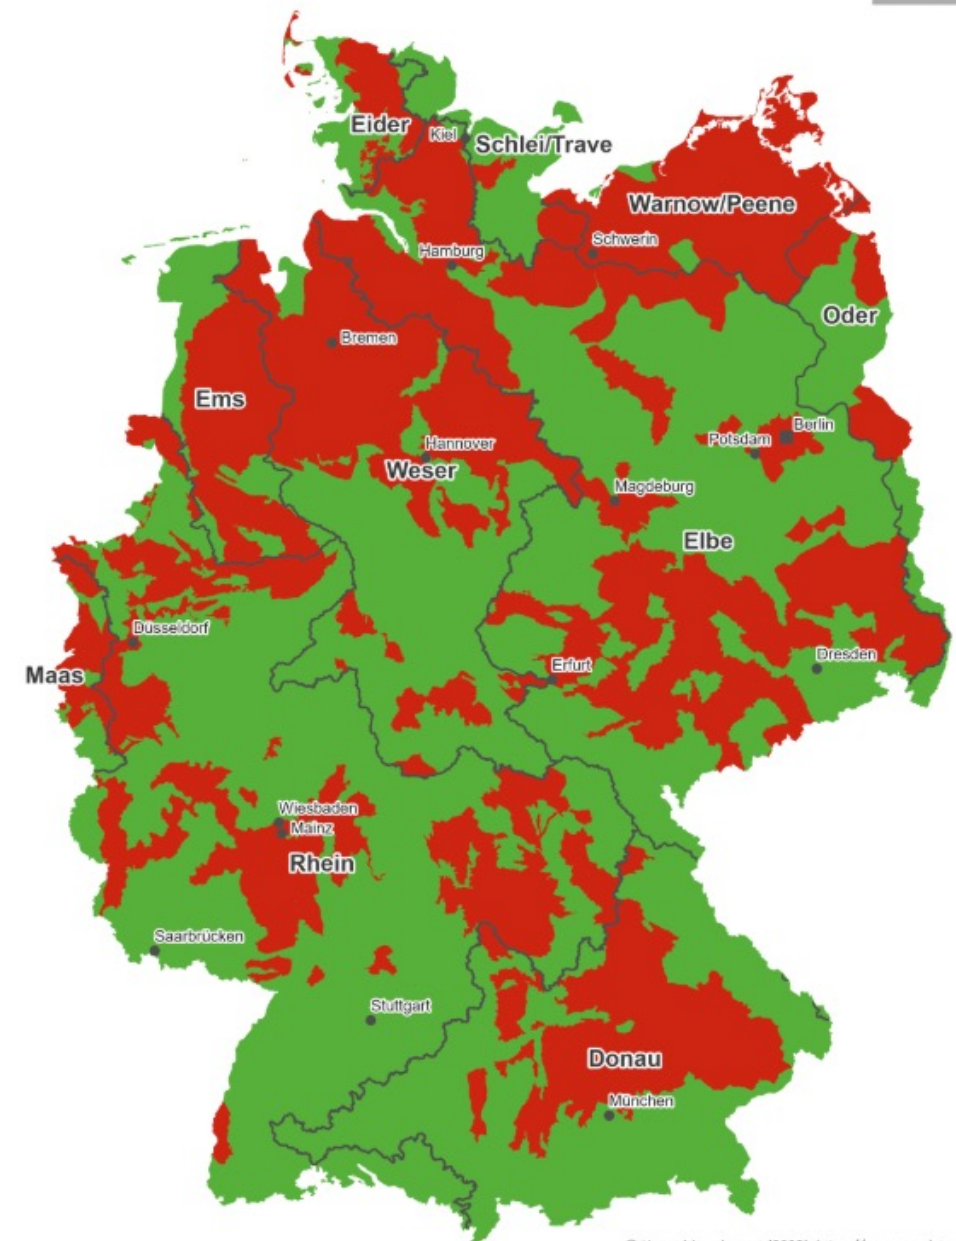 Eider
Kiel
Schlei/Trave
Warnow/Peene
Schwerin
Hamburg
Oder
Bremen
Ems
Berlin
Potsdam
Hannover
Weser
Magdeburg
Elbe
Düsseldorf
Dresden
Erfurt
Maas
Wiesbaden
Mainz
Rhein
Saarbrücken
Stuttgart
Donau
München